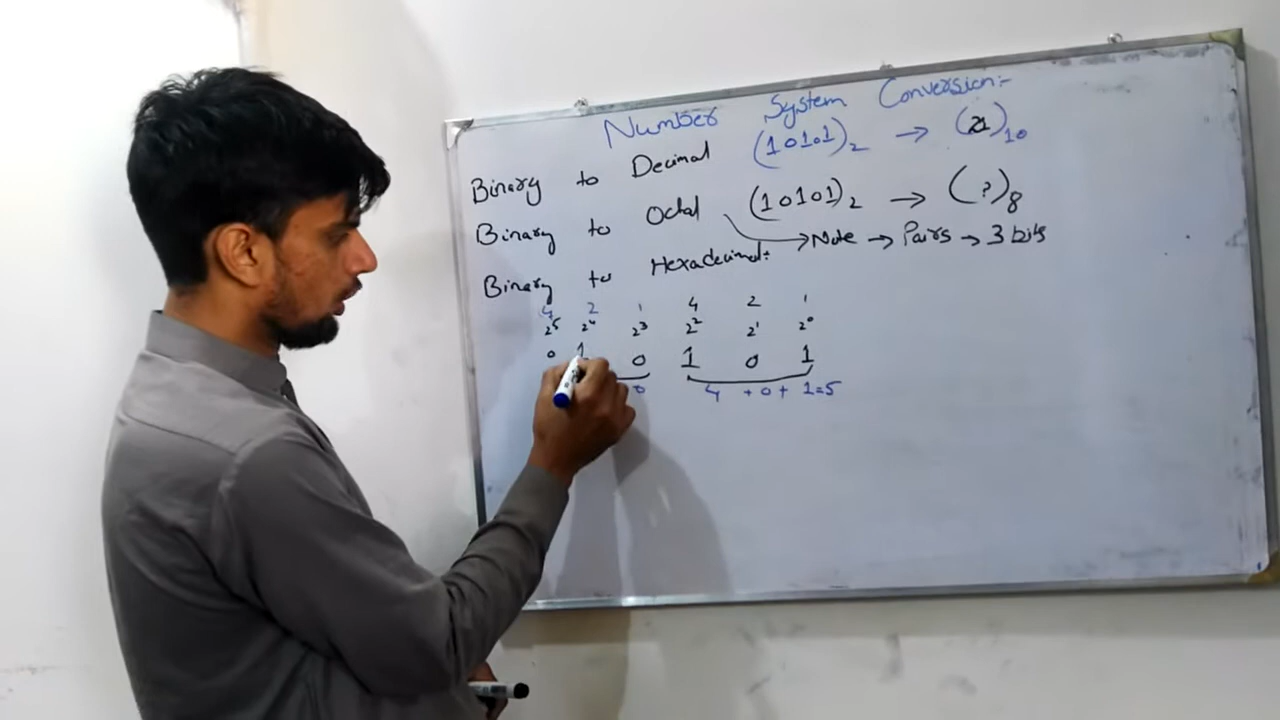 Number System Conversion:-
Binary to Decimal (10101)₂ → (21)₁₀
Binary to Octal (10101)₂ → (?)₈
→ Note → Pairs → 3 bits
Binary to Hexadecimal:
4 2 1 4 2 1
2⁵ 2⁴ 2³ 2² 2¹ 2⁰
0 1 0 1 0 1
0 4 + 0 + 1 = 5